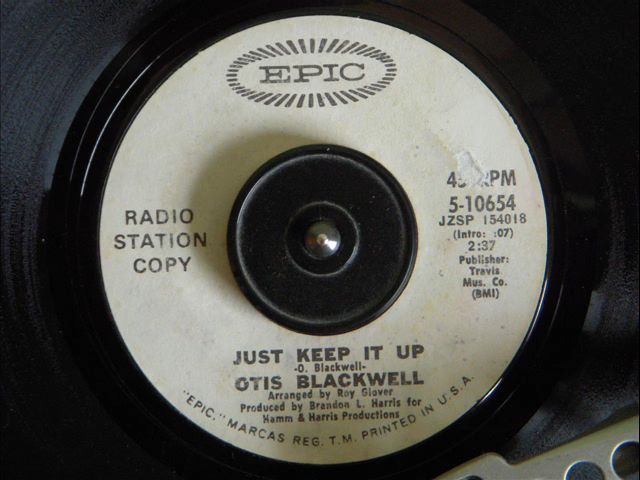 EPIC
RADIO
STATION
COPY
RPM
5-10654
JZSP 154018
(Intro: :07)
2:37
Publisher:
Travis
Mus. Co.
(BMI)
JUST KEEP IT UP
-O. Blackwell-
OTIS BLACKWELL
Arranged by Roy Glover
Produced by Brandon L. Harris for
Hamm & Harris Productions
"EPIC," MARCAS REG. T.M. PRINTED IN U.S.A.